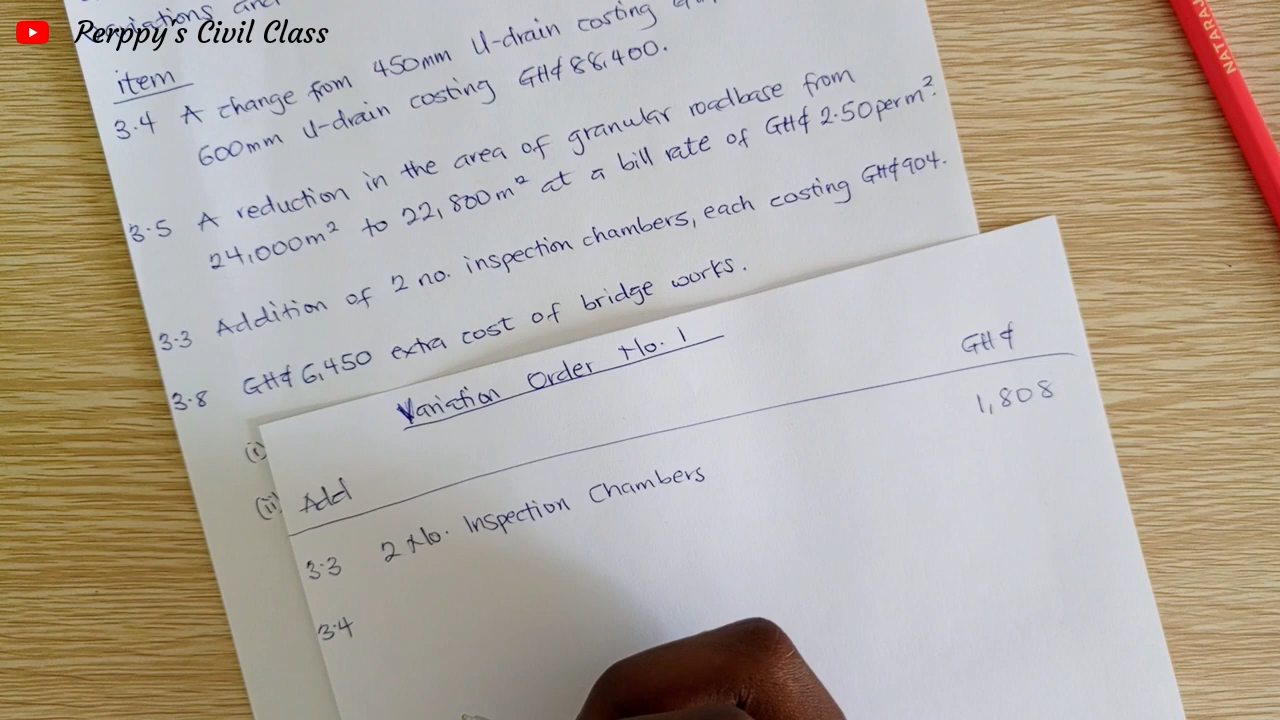 Perppy's Civil Class
item
3.4 A change from 450mm U-drain costing
600mm U-drain costing GH¢88,400.
3.5 A reduction in the area of granular roadbase from
24,000m² to 22,800m² at a bill rate of GH¢ 2.50 per m².
3.3 Addition of 2 no. inspection chambers, each costing GH¢904.
3.8 GH¢ 6,450 extra cost of bridge works.
(i)
(ii)
Variation Order No. 1
Add GH¢
3.3 2 No. Inspection Chambers 1,808
3.4
NATARAJ